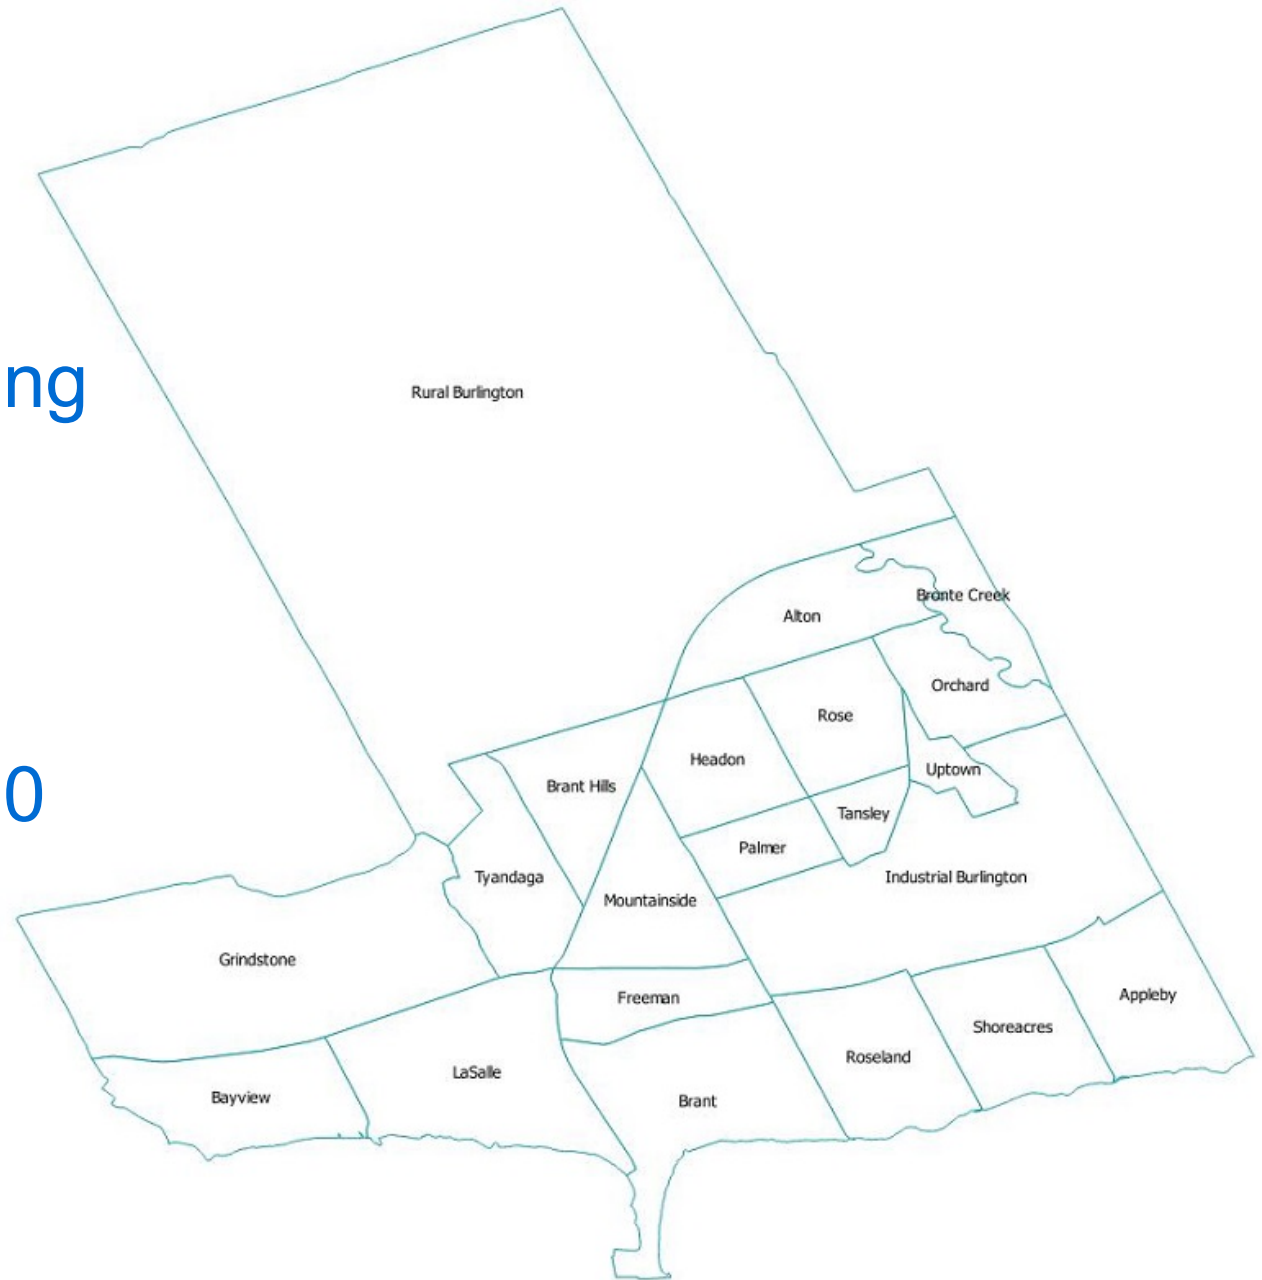 ng
Rural Burlington
Bronte Creek
Alton
Orchard
Rose
Headon
Uptown
Brant Hills
Tansley
Palmer
Tyandaga
Industrial Burlington
Mountainside
Grindstone
Freeman
Appleby
Shoreacres
Roseland
LaSalle
Bayview
Brant
0